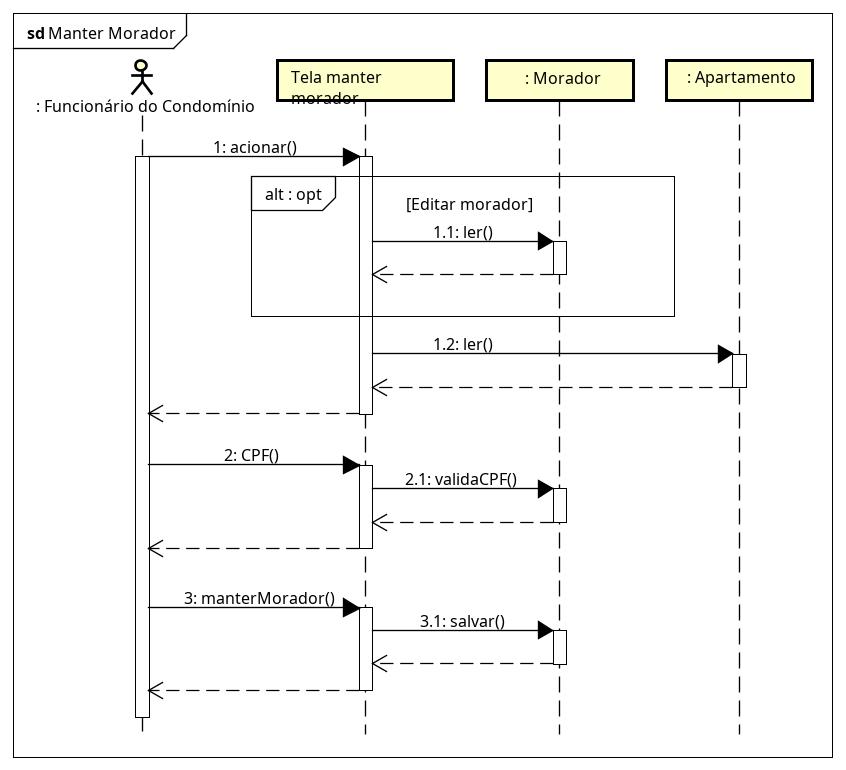 sd Manter Morador
: Funcionário do Condomínio
Tela manter
morador
: Morador
: Apartamento
1: acionar()
alt : opt
[Editar morador]
1.1: ler()
1.2: ler()
2: CPF()
2.1: validaCPF()
3: manterMorador()
3.1: salvar()